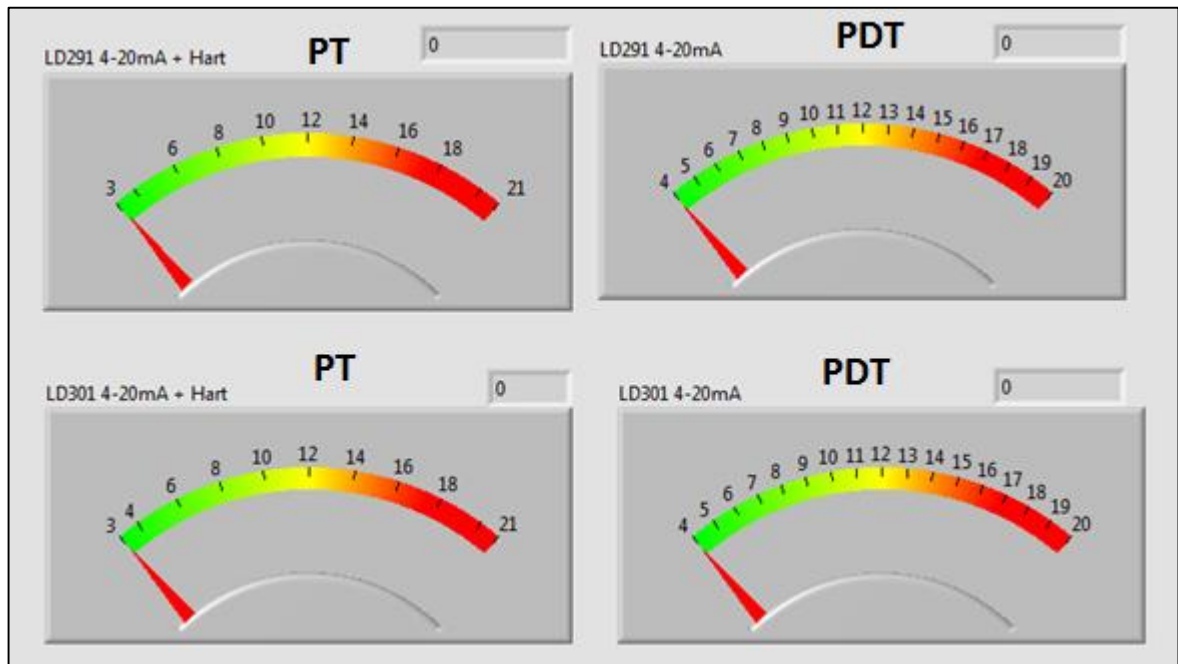 PT
0
LD291 4-20mA + Hart
3 6 8 10 12 14 16 18 21
PDT
0
LD291 4-20mA
4 5 6 7 8 9 10 11 12 13 14 15 16 17 18 19 20
PT
0
LD301 4-20mA + Hart
3 4 6 8 10 12 14 16 18 21
PDT
0
LD301 4-20mA
4 5 6 7 8 9 10 11 12 13 14 15 16 17 18 19 20